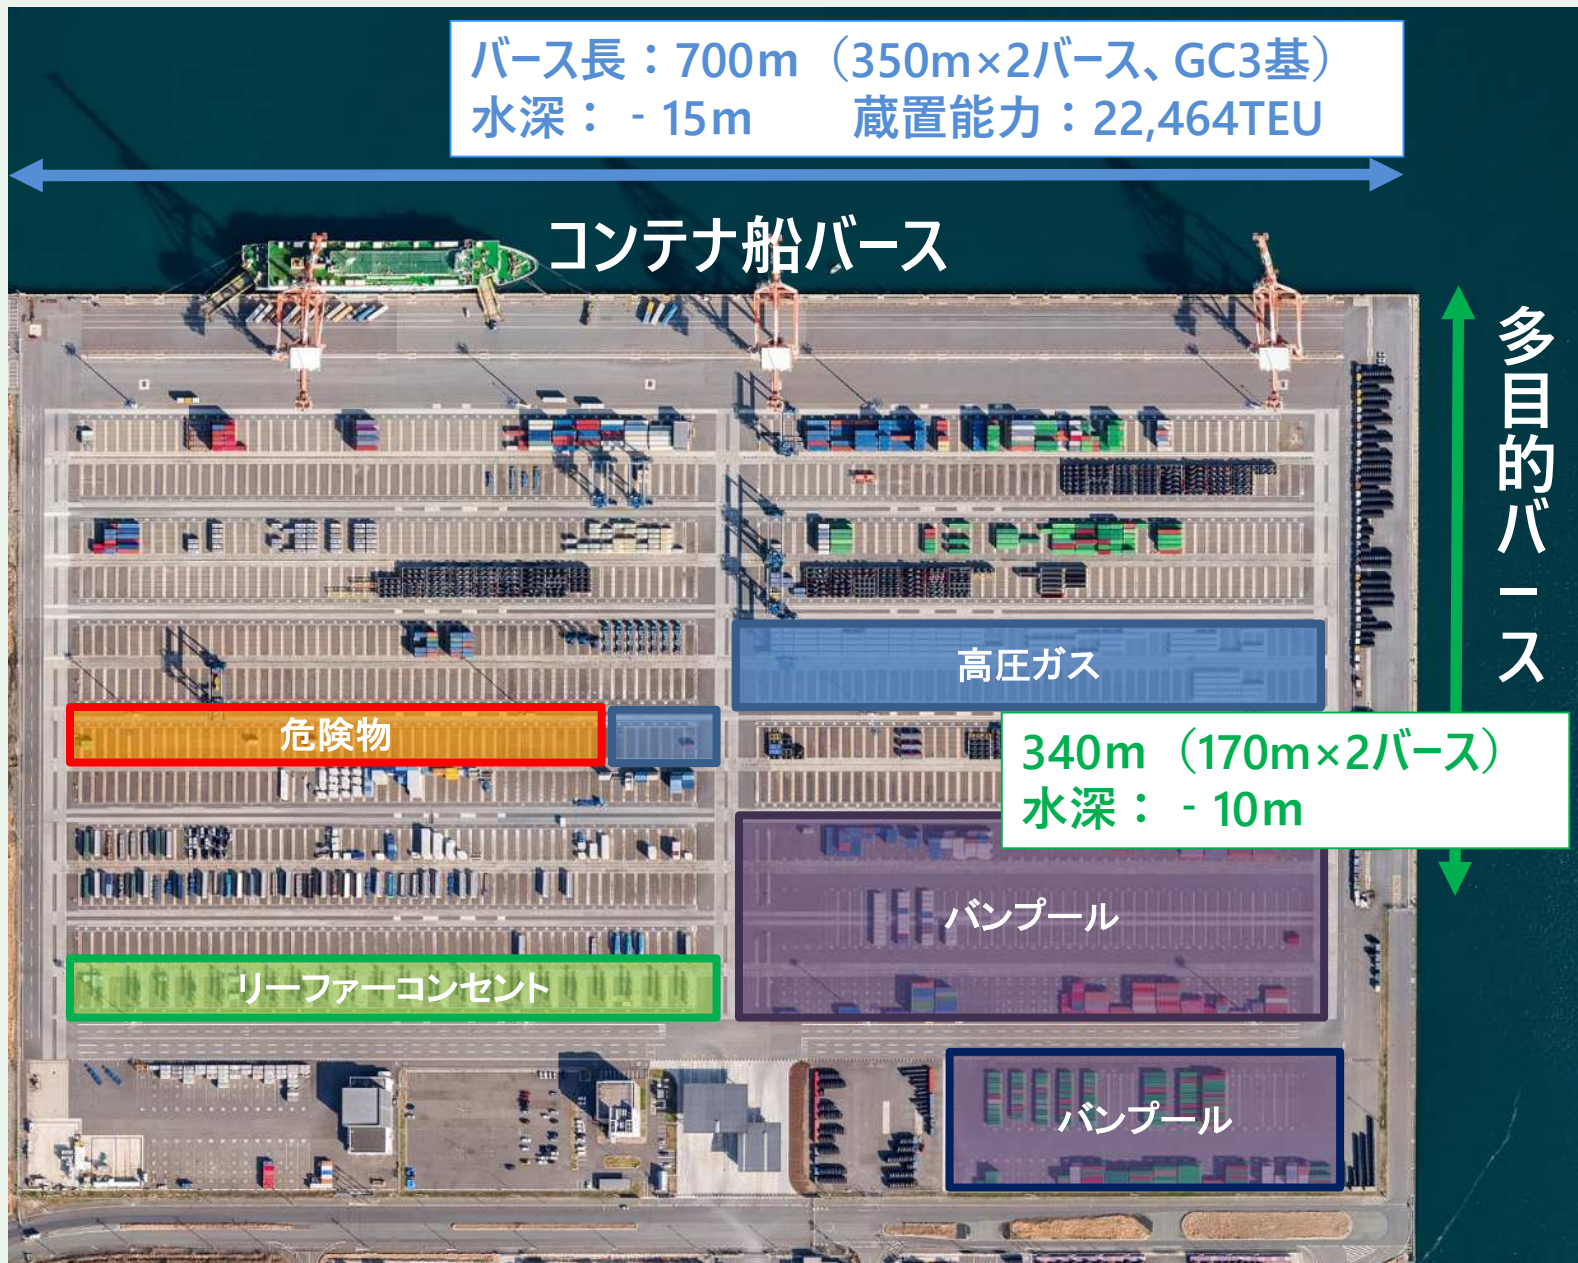 バース長：700m（350m×2バース、GC3基）
水深：‐15m　蔵置能力：22,464TEU
コンテナ船バース
多目的バース
高圧ガス
危険物
340m（170m×2バース）
水深：‐10m
バンプール
リーファーコンセント
バンプール